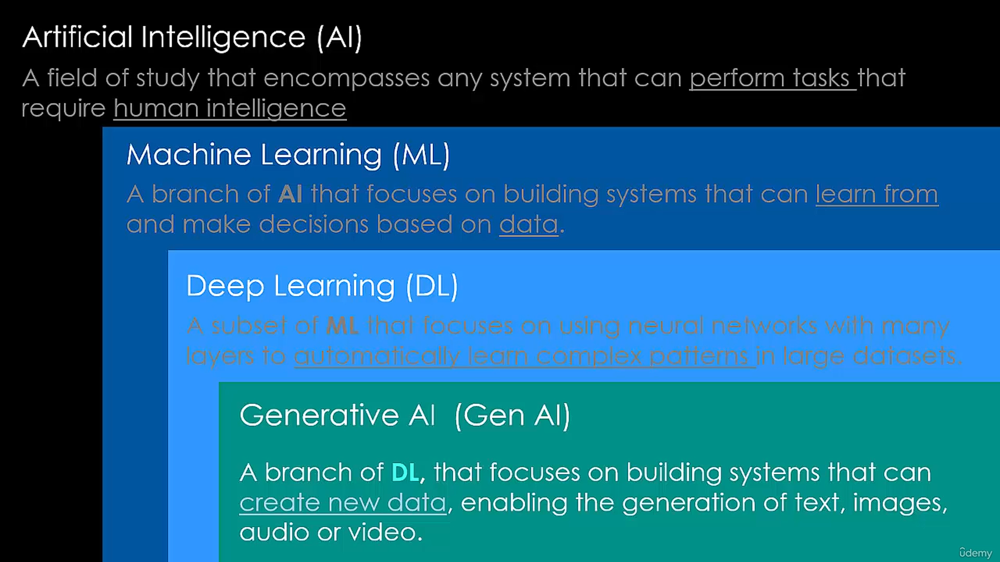 Artificial Intelligence (AI)
A field of study that encompasses any system that can perform tasks that
require human intelligence
Machine Learning (ML)
A branch of AI that focuses on building systems that can learn from
and make decisions based on data.
Deep Learning (DL)
A subset of ML that focuses on using neural networks with many
layers to automatically learn complex patterns in large datasets.
Generative AI (Gen AI)
A branch of DL, that focuses on building systems that can
create new data, enabling the generation of text, images,
audio or video.
ûdemy